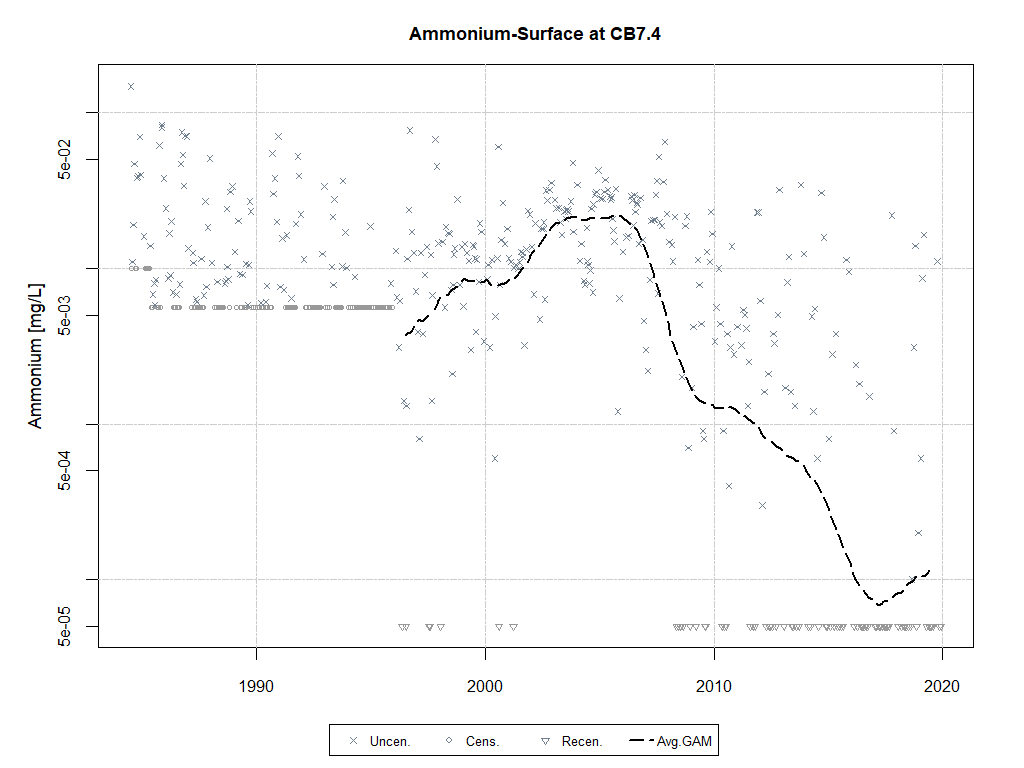 Ammonium-Surface at CB7.4
Ammonium [mg/L]
5e-02
5e-03
5e-04
5e-05
1990 2000 2010 2020
Uncen. Cens. Recen. Avg.GAM